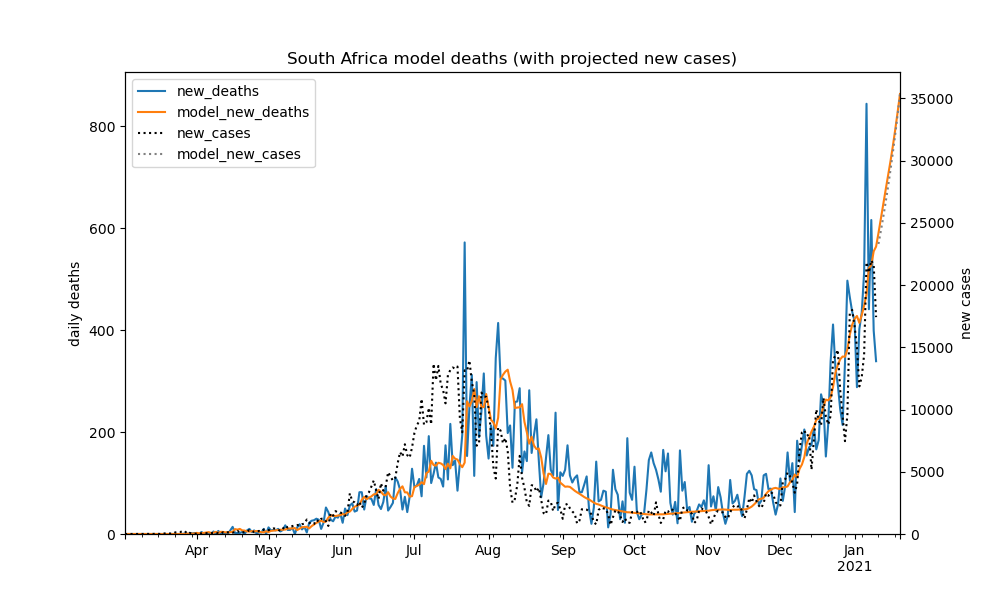 South Africa model deaths (with projected new cases)
new_deaths
model_new_deaths
new_cases
model_new_cases
daily deaths
800
600
400
200
0
new cases
35000
30000
25000
20000
15000
10000
5000
0
Apr May Jun Jul Aug Sep Oct Nov Dec Jan
2021